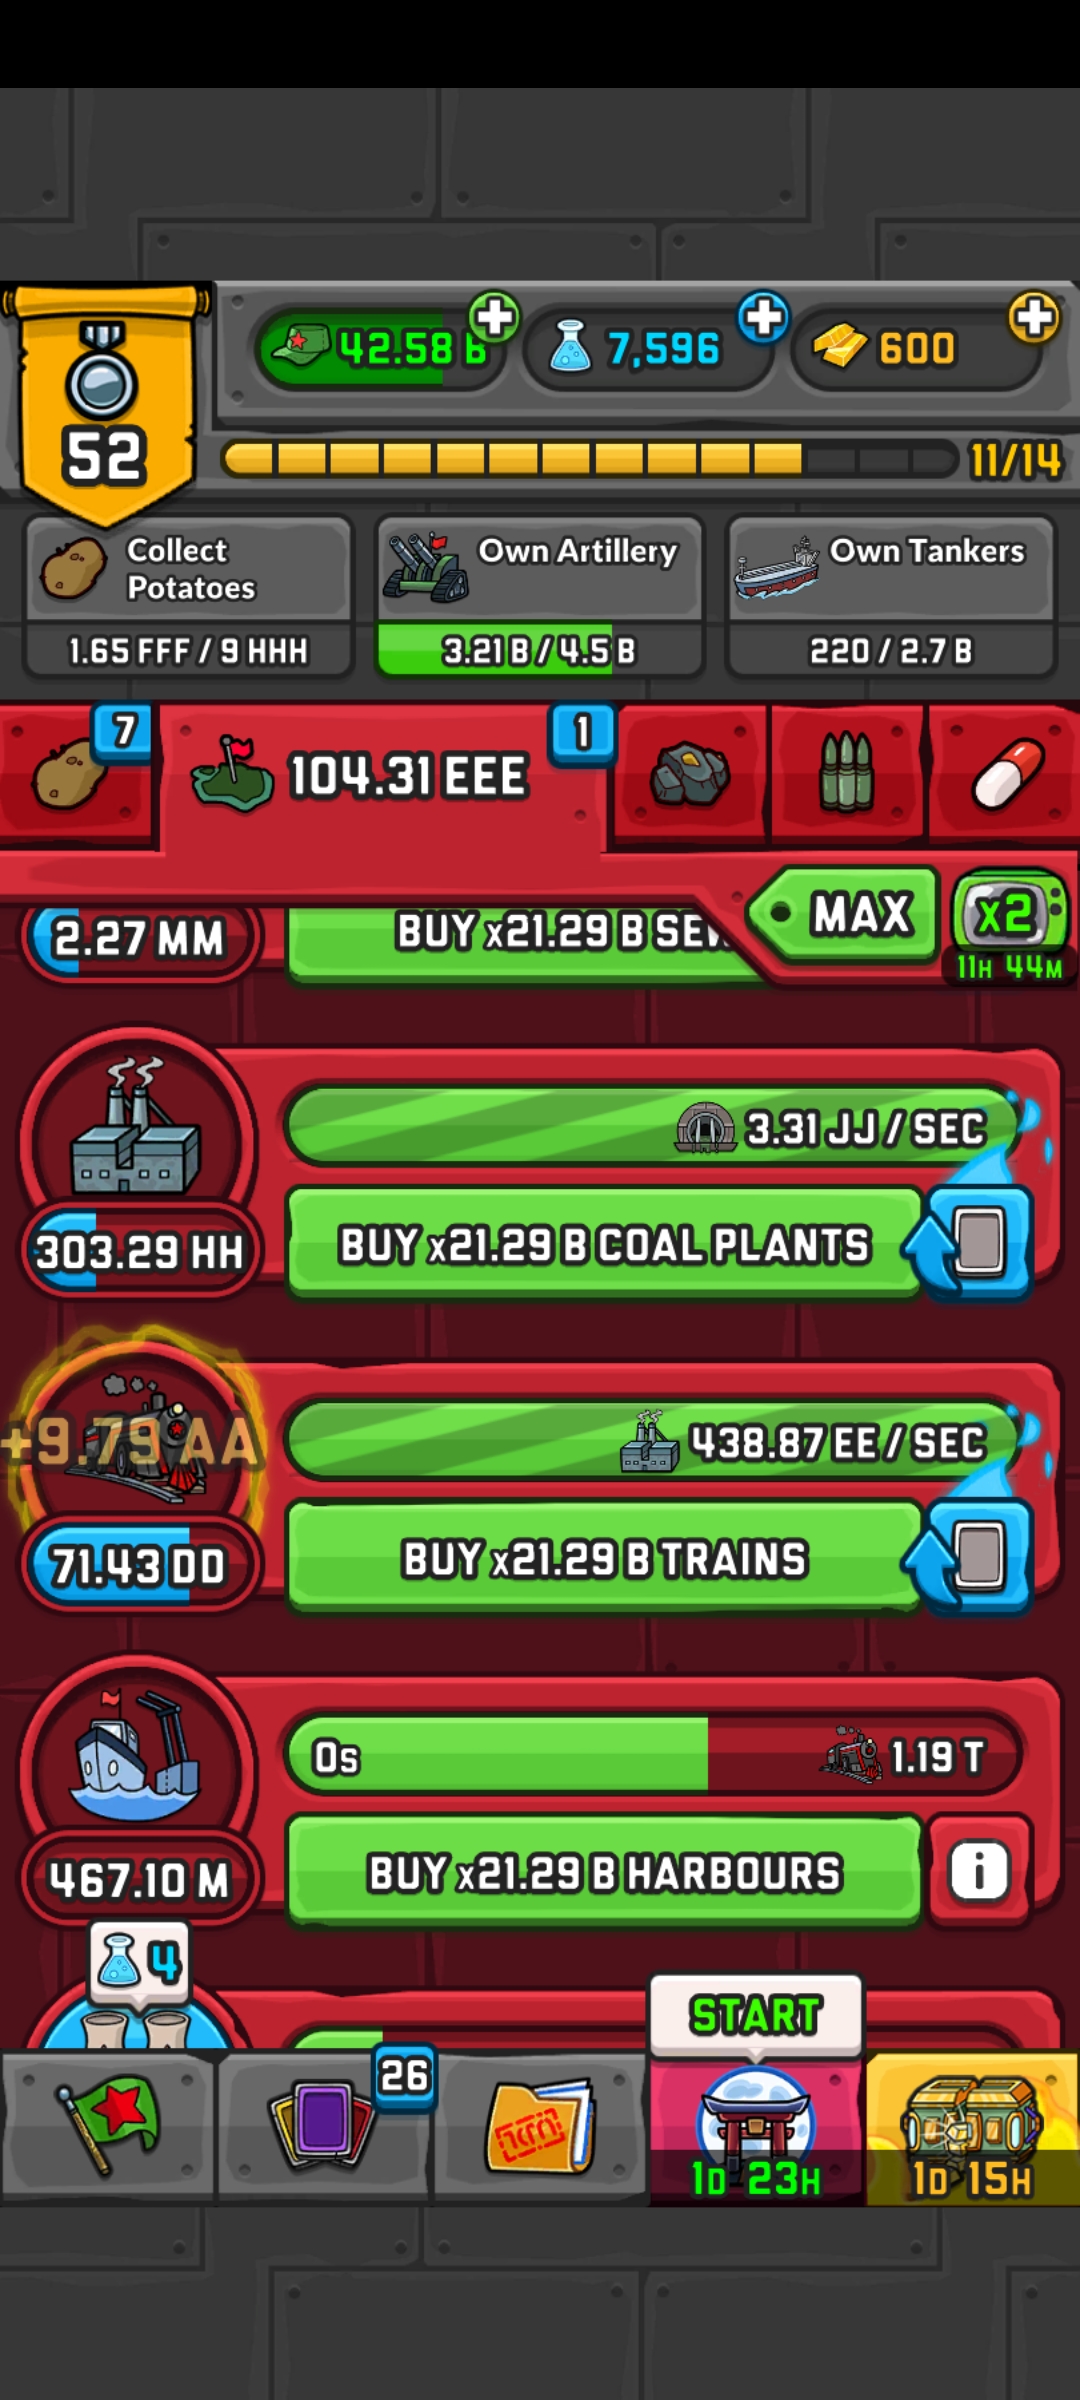 42.58 B
7,596
600
52
11/14
Collect
Potatoes
1.65 FFF / 9 HHH
Own Artillery
3.21 B / 4.5 B
Own Tankers
220 / 2.7 B
7
104.31 EEE
1
MAX
x2
11H 44M
2.27 MM
BUY x21.29 B
3.31 JJ / SEC
303.29 HH
BUY x21.29 B COAL PLANTS
+9.79 AA
438.87 EE / SEC
71.43 DD
BUY x21.29 B TRAINS
0s
1.19 T
467.10 M
BUY x21.29 B HARBOURS
i
4
START
26
1D 23H
1D 15H